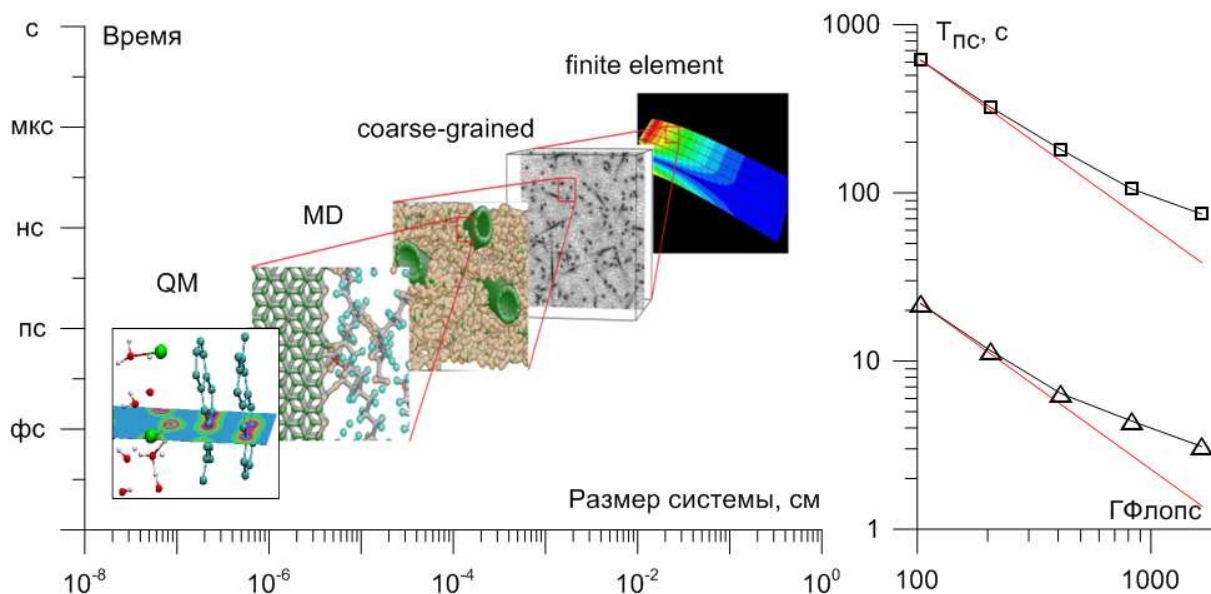 с
Время
finite element
мкс
coarse-grained
нс
MD
QM
пс
фс
Размер системы, см
10⁻⁸
10⁻⁶
10⁻⁴
10⁻²
10⁰
1000
Tпс, с
100
10
ГФлопс
1
100
1000